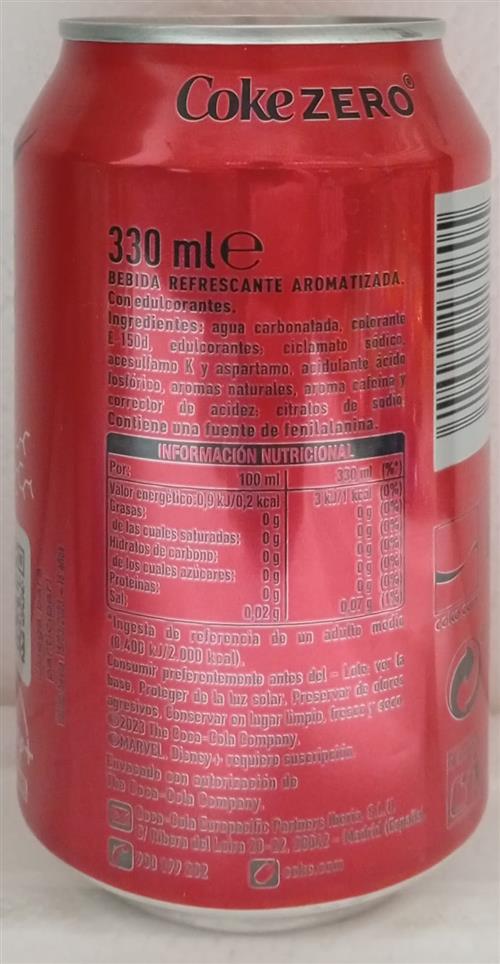 Coke ZERO®
330 ml e
BEBIDA REFRESCANTE AROMATIZADA.
Con edulcorantes.
Ingredientes: agua carbonatada, colorante
E-150d, edulcorantes: ciclamato sódico,
acesulfamo K y aspartamo, acidulante ácido
fosfórico, aromas naturales, aroma cafeína y
corrector de acidez: citratos de sodio.
Contiene una fuente de fenilalanina.
INFORMACIÓN NUTRICIONAL
Por: 100 ml 330 ml (%*)
Valor energético: 0,9 kJ/0,2 kcal 3 kJ/1 kcal (0%)
Grasas: 0 g 0 g (0%)
de las cuales saturadas: 0 g 0 g (0%)
Hidratos de carbono: 0 g 0 g (0%)
de los cuales azúcares: 0 g 0 g (0%)
Proteínas: 0 g 0 g (0%)
Sal: 0,02 g 0,07 g (1%)
*Ingesta de referencia de un adulto medio
(8.400 kJ/2.000 kcal).
Consumir preferentemente antes del - Lote: ver la
base. Proteger de la luz solar. Preservar de olores
agresivos. Conservar en lugar limpio, fresco y seco
©2023 The Coca-Cola Company.
©MARVEL. Disney+ requiere suscripción.
Envasado con autorización de
The Coca-Cola Company.
Coca-Cola Europacific Partners Iberia, S.L.U.
C/ Ribera del Loira 20-22, 28042 - Madrid (España).
900 199 202 coke.com